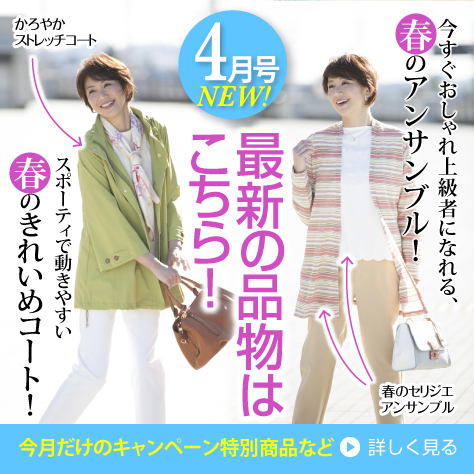 かろやか
ストレッチコート
4月号
NEW!
今すぐおしゃれ上級者になれる、
春のアンサンブル!
最新の品物は
こちら!
スポーティで動きやすい
春のきれいめコート!
春のセリジエ
アンサンブル
今月だけのキャンペーン特別商品など 詳しく見る